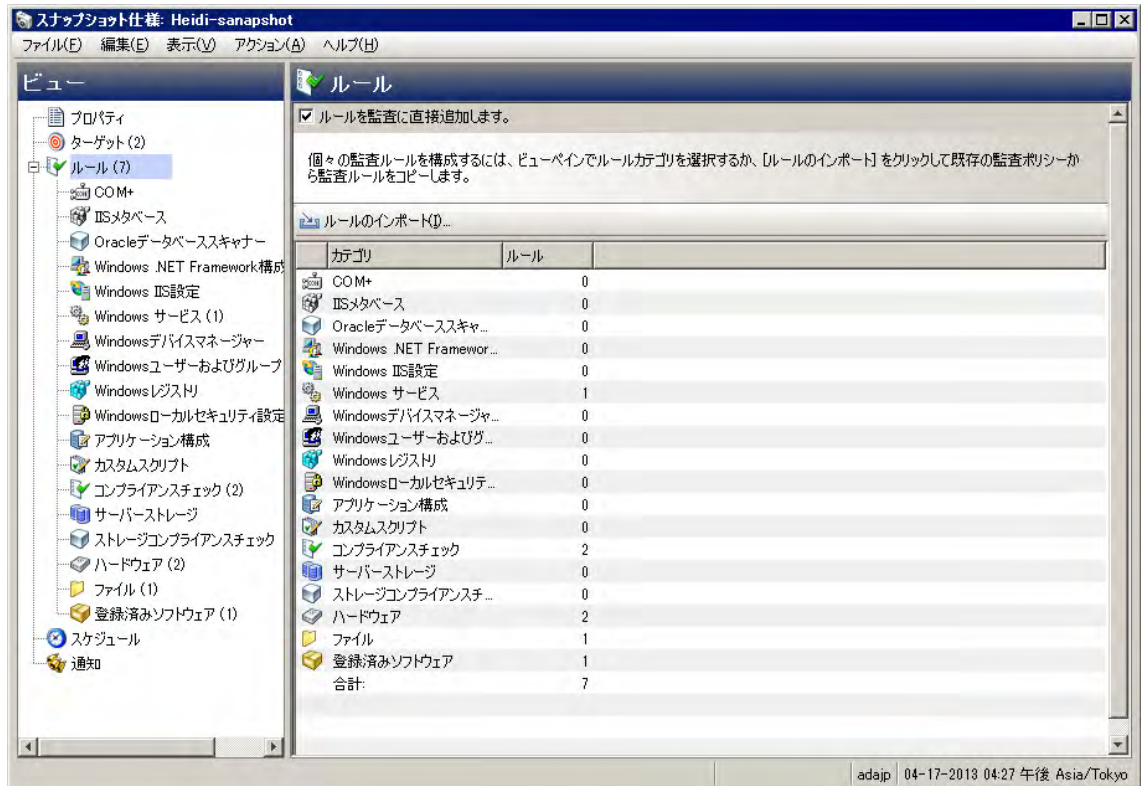 スナップショット仕様: Heidi-sanapshot
ファイル(F) 編集(E) 表示(V) アクション(A) ヘルプ(H)
ビュー
プロパティ
ターゲット (2)
ルール (7)
COM+
IISメタベース
Oracleデータベーススキャナー
Windows .NET Framework構成
Windows IIS設定
Windows サービス (1)
Windowsデバイスマネージャー
Windowsユーザーおよびグループ
Windowsレジストリ
Windowsローカルセキュリティ設定
アプリケーション構成
カスタムスクリプト
コンプライアンスチェック (2)
サーバーストレージ
ストレージコンプライアンスチェック
ハードウェア (2)
ファイル (1)
登録済みソフトウェア (1)
スケジュール
通知
ルール
ルールを監査に直接追加します。
個々の監査ルールを構成するには、ビューペインでルールカテゴリを選択するか、[ルールのインポート] をクリックして既存の監査ポリシーか
ら監査ルールをコピーします。
ルールのインポート(I)...
カテゴリ ルール
COM+ 0
IISメタベース 0
Oracleデータベーススキャ... 0
Windows .NET Framewor... 0
Windows IIS設定 0
Windows サービス 1
Windowsデバイスマネージャ... 0
Windowsユーザーおよびグ... 0
Windowsレジストリ 0
Windowsローカルセキュリテ... 0
アプリケーション構成 0
カスタムスクリプト 0
コンプライアンスチェック 2
サーバーストレージ 0
ストレージコンプライアンスチ... 0
ハードウェア 2
ファイル 1
登録済みソフトウェア 1
合計: 7
adajp 04-17-2013 04:27 午後 Asia/Tokyo